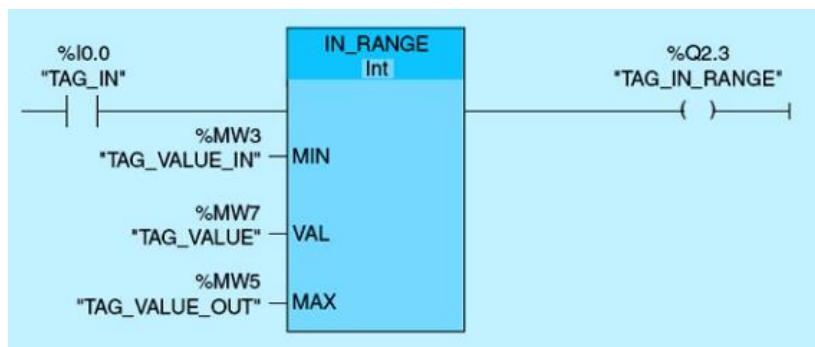 %I0.0
"TAG_IN"
IN_RANGE
Int
%Q2.3
"TAG_IN_RANGE"
%MW3
"TAG_VALUE_IN"
MIN
%MW7
"TAG_VALUE"
VAL
%MW5
"TAG_VALUE_OUT"
MAX